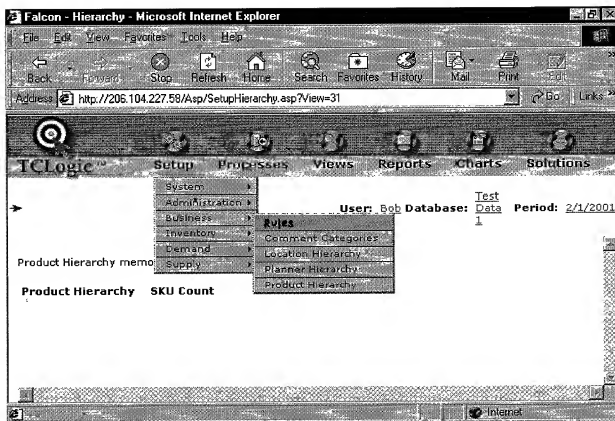 Falcon - Hierarchy - Microsoft Internet Explorer
File Edit View Favorites Tools Help
Back Forward Stop Refresh Home Search Favorites History Mail Print Edit
Address http://206.104.227.58/Asp/SetupHierarchy.asp?View=31 Go Links »
TCLogic™ Setup Processes Views Reports Charts Solutions
System
Administration
Business
Inventory
Demand
Supply
Rules
Comment Categories
Location Hierarchy
Planner Hierarchy
Product Hierarchy
User: Bob Database: Test Data 1 Period: 2/1/2001
Product Hierarchy memo
Product Hierarchy SKU Count
Internet